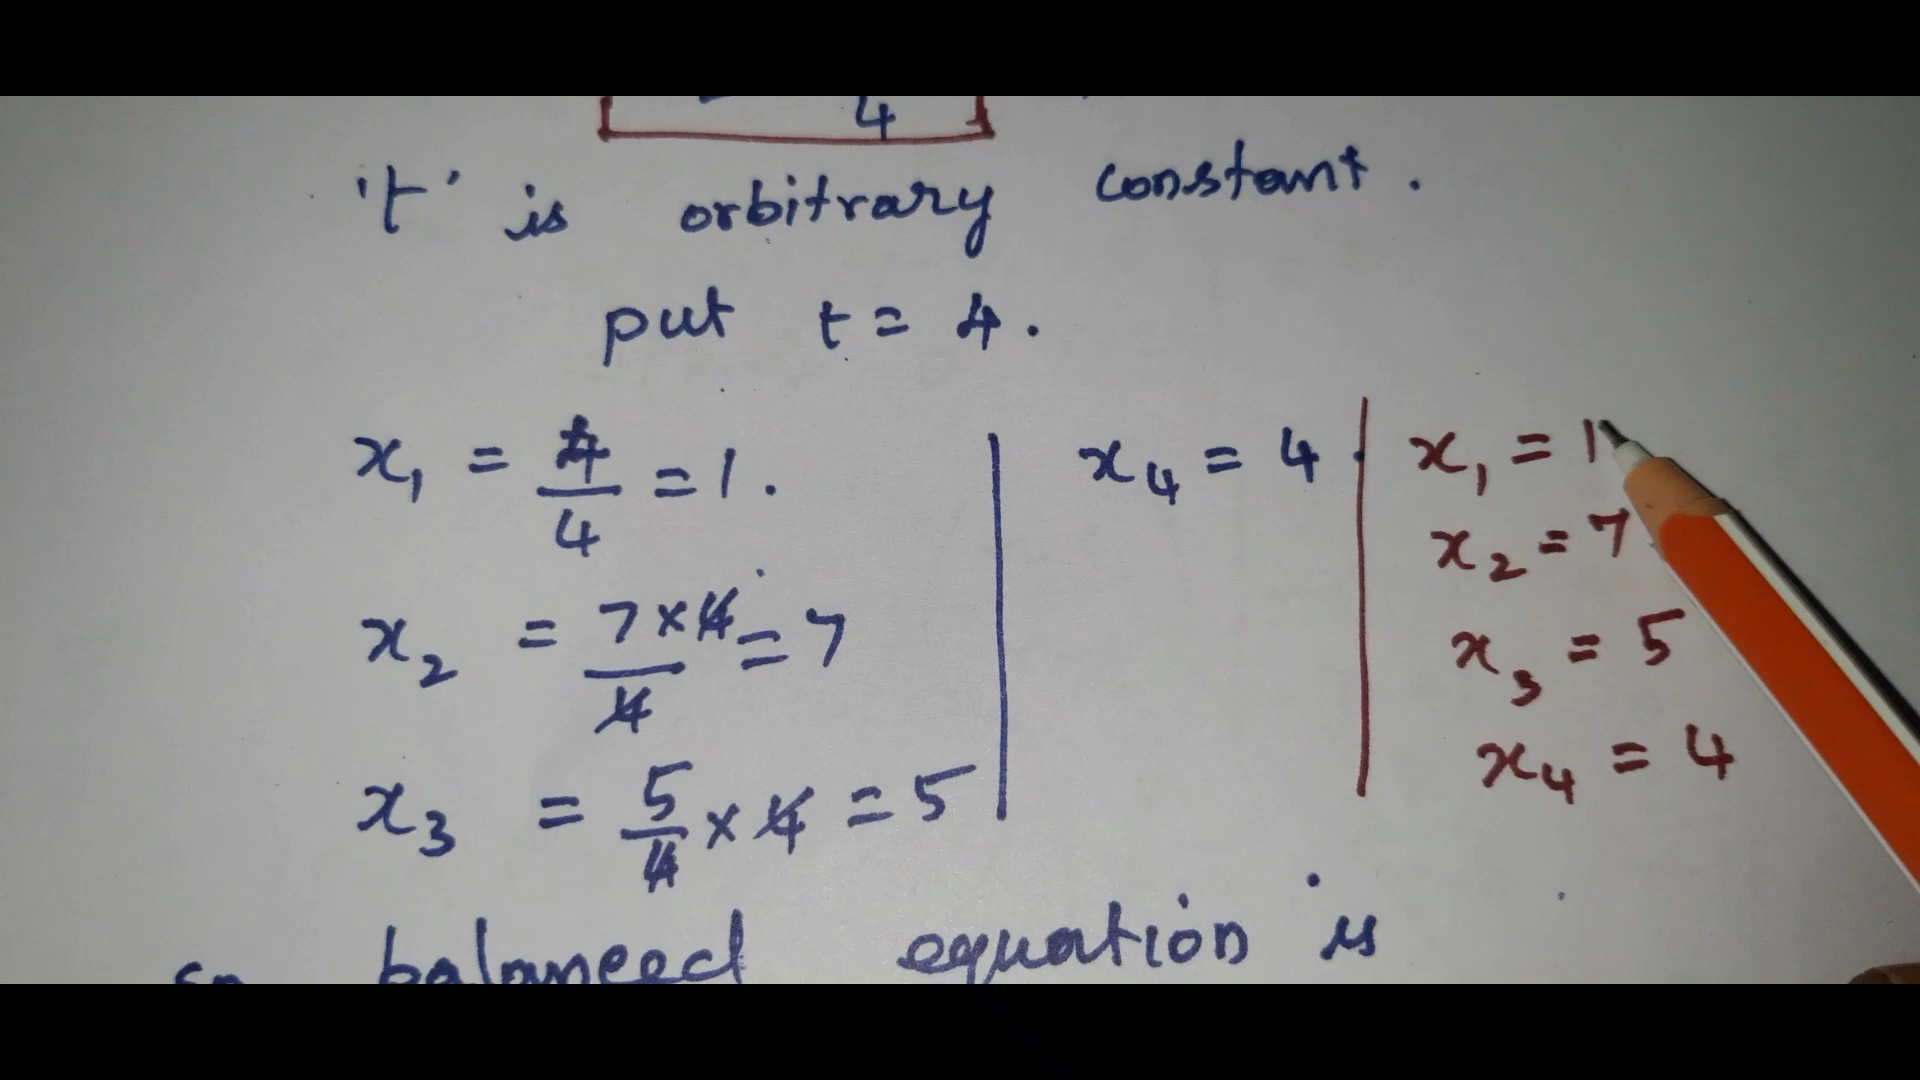 4
't' is orbitrary constant.
put t = 4.
x₁ = 4/4 = 1.
x₂ = 7×4/4 = 7
x₃ = 5/4 × 4 = 5
x₄ = 4.
x₁ = 1
x₂ = 7
x₃ = 5
x₄ = 4
so balanced equation is